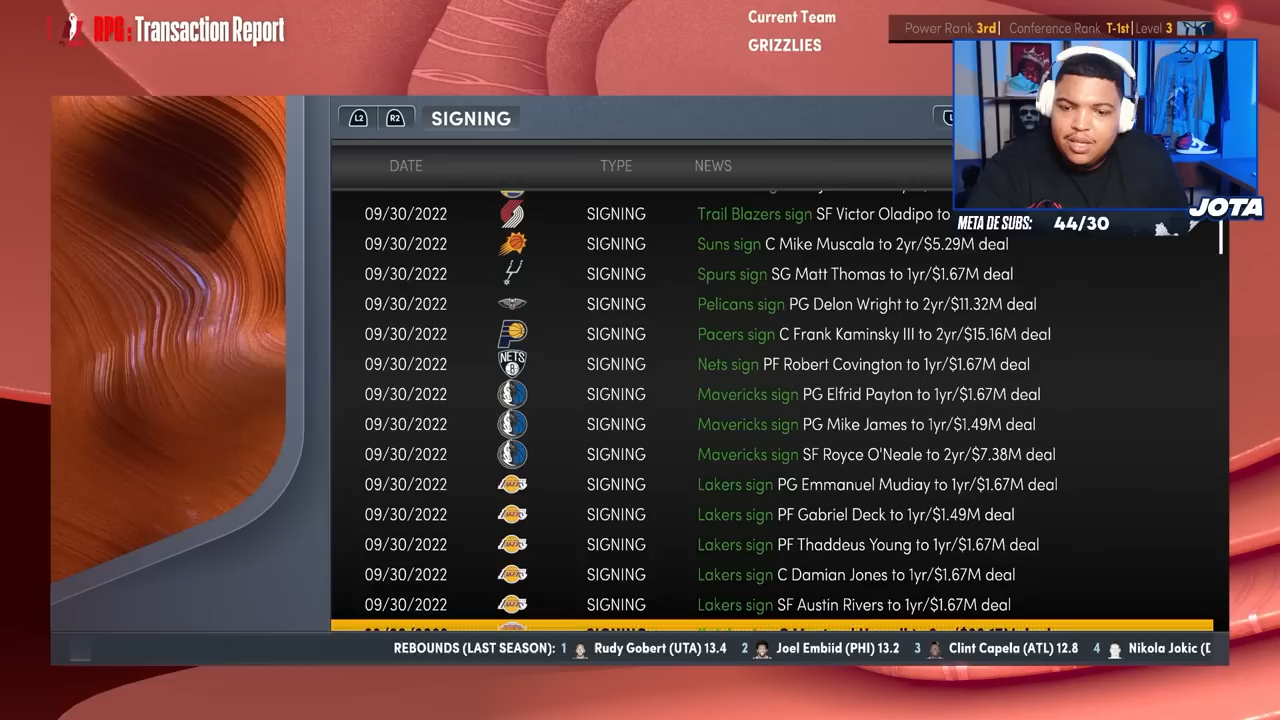 RPG : Transaction Report
Current Team
GRIZZLIES
Power Rank 3rd| Conference Rank T-1st| Level 3
L2 R2 SIGNING
DATE TYPE NEWS
09/30/2022 SIGNING Trail Blazers sign SF Victor Oladipo to
09/30/2022 SIGNING Suns sign C Mike Muscala to 2yr/$5.29M deal
09/30/2022 SIGNING Spurs sign SG Matt Thomas to 1yr/$1.67M deal
09/30/2022 SIGNING Pelicans sign PG Delon Wright to 2yr/$11.32M deal
09/30/2022 SIGNING Pacers sign C Frank Kaminsky III to 2yr/$15.16M deal
09/30/2022 NETS B SIGNING Nets sign PF Robert Covington to 1yr/$1.67M deal
09/30/2022 SIGNING Mavericks sign PG Elfrid Payton to 1yr/$1.67M deal
09/30/2022 SIGNING Mavericks sign PG Mike James to 1yr/$1.49M deal
09/30/2022 SIGNING Mavericks sign SF Royce O'Neale to 2yr/$7.38M deal
09/30/2022 LAKERS SIGNING Lakers sign PG Emmanuel Mudiay to 1yr/$1.67M deal
09/30/2022 LAKERS SIGNING Lakers sign PF Gabriel Deck to 1yr/$1.49M deal
09/30/2022 LAKERS SIGNING Lakers sign PF Thaddeus Young to 1yr/$1.67M deal
09/30/2022 LAKERS SIGNING Lakers sign C Damian Jones to 1yr/$1.67M deal
09/30/2022 LAKERS SIGNING Lakers sign SF Austin Rivers to 1yr/$1.67M deal
META DE SUBS: 44/30
JOTA
REBOUNDS (LAST SEASON): 1 Rudy Gobert (UTA) 13.4 2 Joel Embiid (PHI) 13.2 3 Clint Capela (ATL) 12.8 4 Nikola Jokic (D